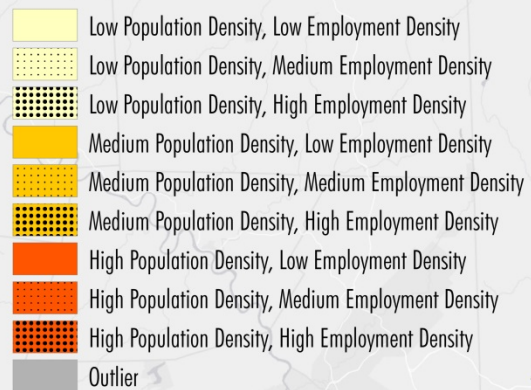 Low Population Density, Low Employment Density
Low Population Density, Medium Employment Density
Low Population Density, High Employment Density
Medium Population Density, Low Employment Density
Medium Population Density, Medium Employment Density
Medium Population Density, High Employment Density
High Population Density, Low Employment Density
High Population Density, Medium Employment Density
High Population Density, High Employment Density
Outlier